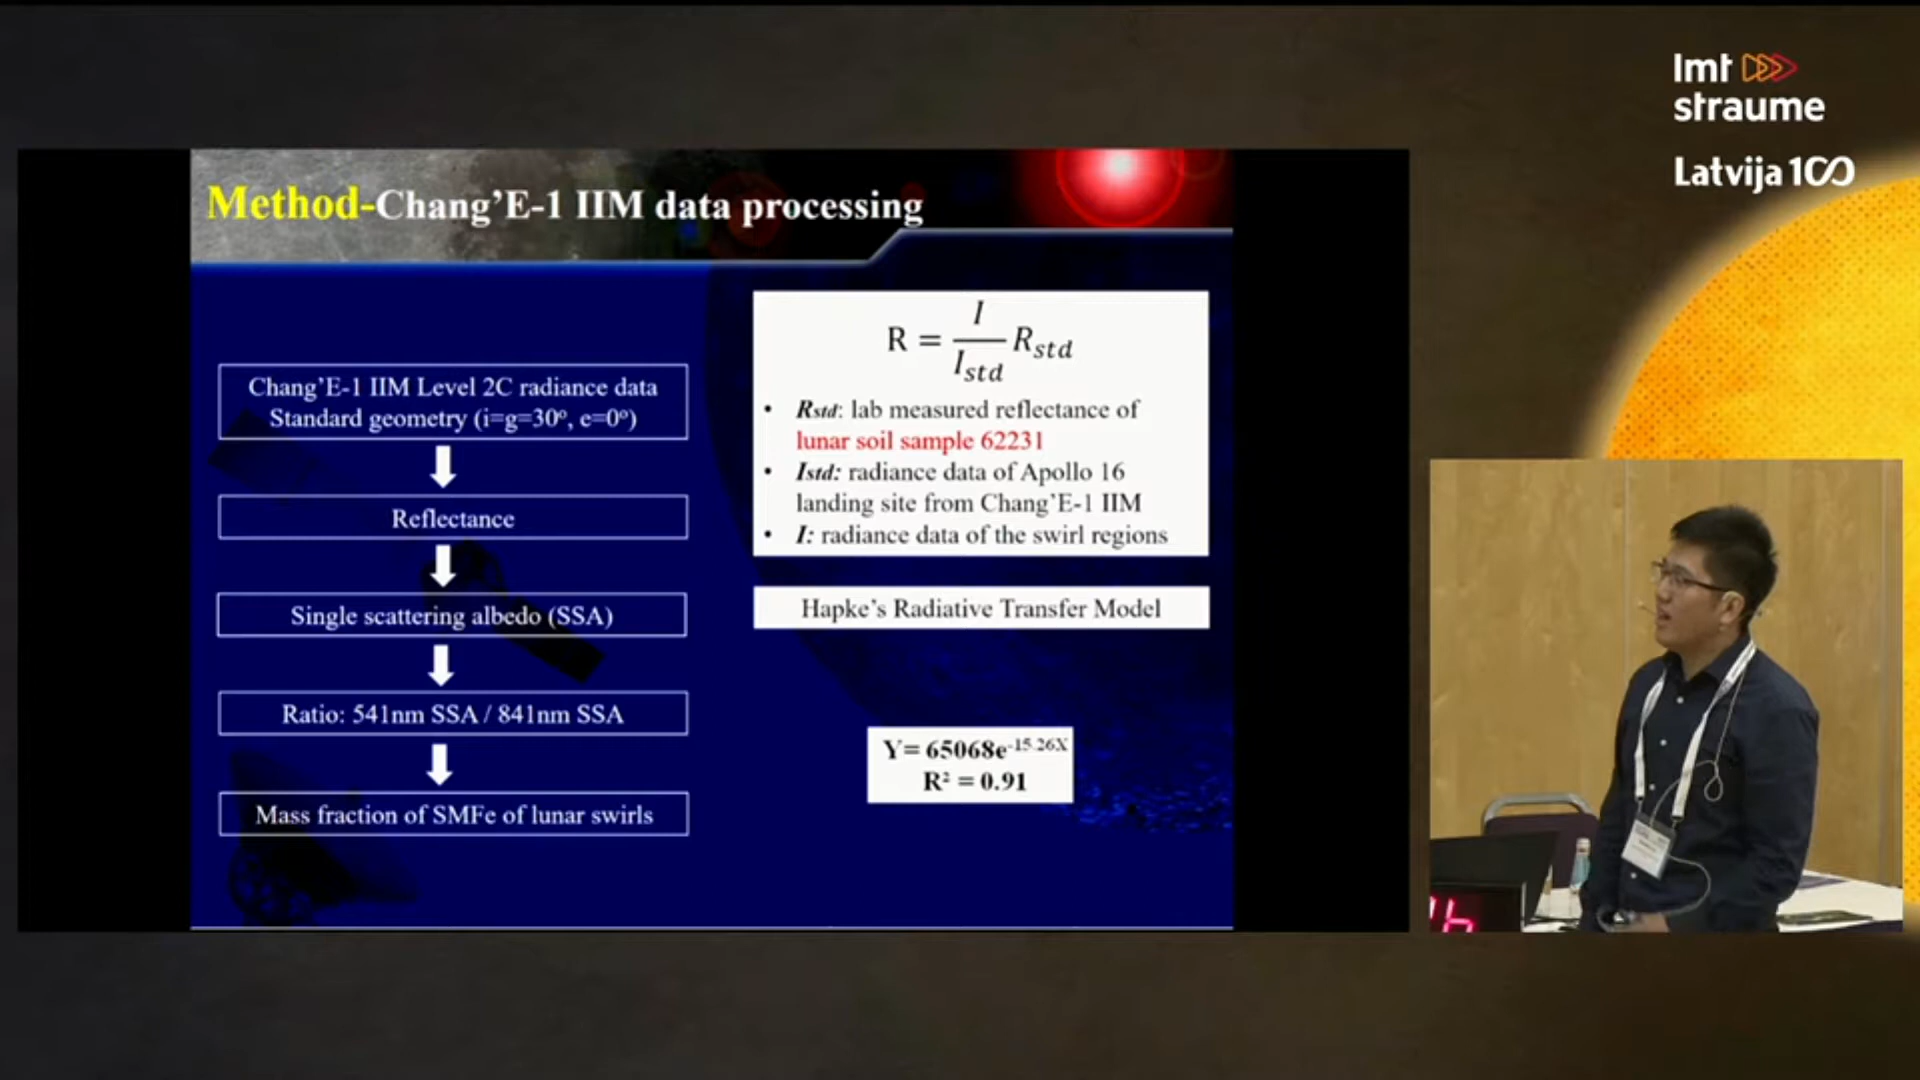 lmt
straume
Latvija 100
Method-Chang’E-1 IIM data processing
Chang’E-1 IIM Level 2C radiance data
Standard geometry (i=g=30º, e=0º)
Reflectance
Single scattering albedo (SSA)
Ratio: 541nm SSA / 841nm SSA
Mass fraction of SMFe of lunar swirls
R = I / Istd Rstd
• Rstd: lab measured reflectance of
lunar soil sample 62231
• Istd: radiance data of Apollo 16
landing site from Chang’E-1 IIM
• I: radiance data of the swirl regions
Hapke’s Radiative Transfer Model
Y= 65068e-15.26X
R² = 0.91